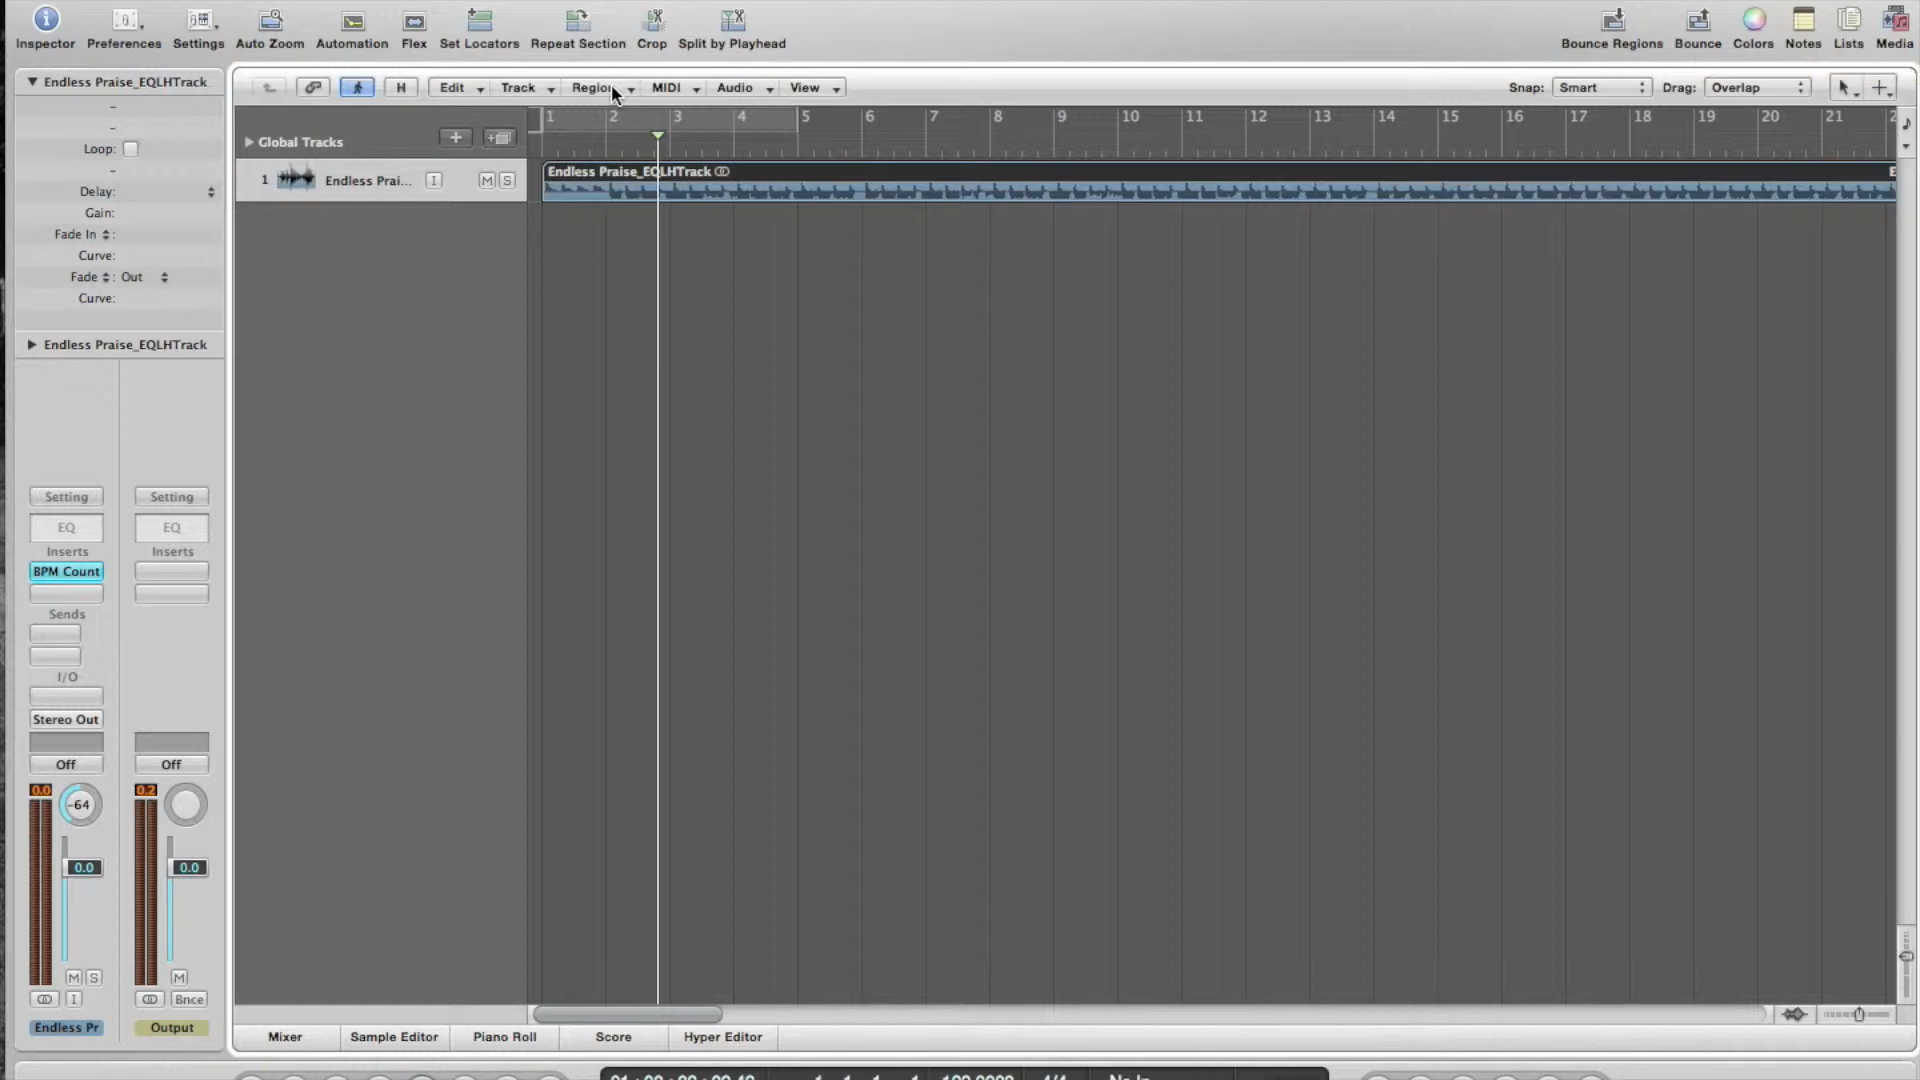 Inspector Preferences Settings Auto Zoom Automation Flex Set Locators Repeat Section Crop Split by Playhead Bounce Regions Bounce Colors Notes Lists Media
Endless Praise_EQLHTrack
Edit Track Region MIDI Audio View Snap: Smart Drag: Overlap
1 2 3 4 5 6 7 8 9 10 11 12 13 14 15 16 17 18 19 20 21 2
Global Tracks
Loop:
1 Endless Prai... I M S
Endless Praise_EQLHTrack
E
Delay:
Gain:
Fade In :
Curve:
Fade : Out
Curve:
Endless Praise_EQLHTrack
Setting Setting
EQ EQ
Inserts Inserts
BPM Count
Sends
I/O
Stereo Out
Off Off
0.0 -64 0.2
0.0 0.0
M S M
I Bnce
Endless Pr Output
Mixer Sample Editor Piano Roll Score Hyper Editor